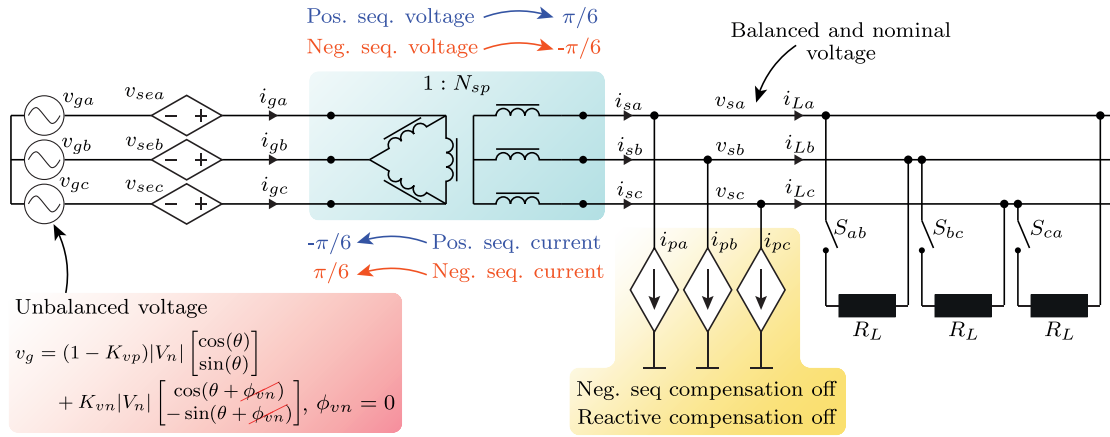 Pos. seq. voltage π/6
Neg. seq. voltage -π/6
Balanced and nominal
voltage
1 : N_sp
v_ga v_sea − + i_ga i_sa v_sa i_La
v_gb v_seb − + i_gb i_sb v_sb i_Lb
v_gc v_sec − + i_gc i_sc v_sc i_Lc
S_ab S_bc S_ca
-π/6 Pos. seq. current
π/6 Neg. seq. current
i_pa i_pb i_pc
R_L R_L R_L
Unbalanced voltage
v_g = (1 − K_vp)|V_n| [cos(θ)
sin(θ)]
+ K_vn|V_n| [cos(θ + ϕ_vn)
− sin(θ + ϕ_vn)], ϕ_vn = 0
Neg. seq compensation off
Reactive compensation off